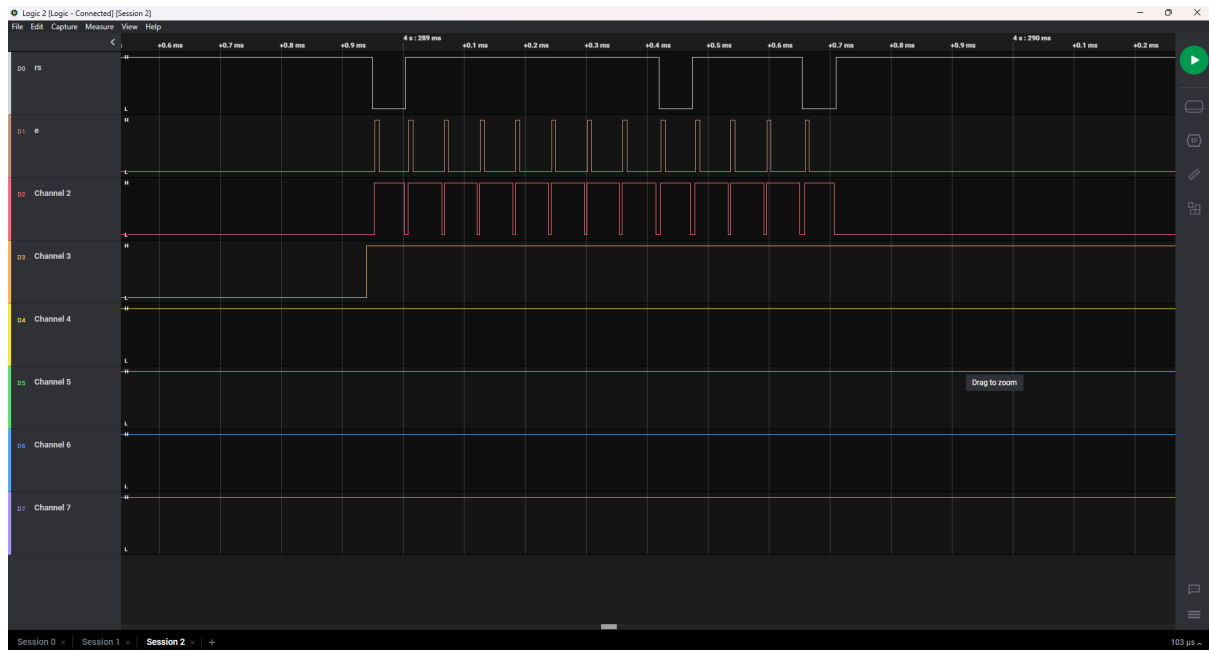 Logic 2 [Logic - Connected] [Session 2]
File Edit Capture Measure View Help
4 s : 289 ms 4 s : 290 ms
+0.6 ms +0.7 ms +0.8 ms +0.9 ms +0.1 ms +0.2 ms +0.3 ms +0.4 ms +0.5 ms +0.6 ms +0.7 ms +0.8 ms +0.9 ms +0.1 ms +0.2 ms
H
D0 rs
L
H
D1 e
L
H
D2 Channel 2
L
H
D3 Channel 3
L
H
D4 Channel 4
L
H
D5 Channel 5
Drag to zoom
L
H
D6 Channel 6
L
H
D7 Channel 7
L
1F
Session 0 × Session 1 × Session 2 × +
103 µs